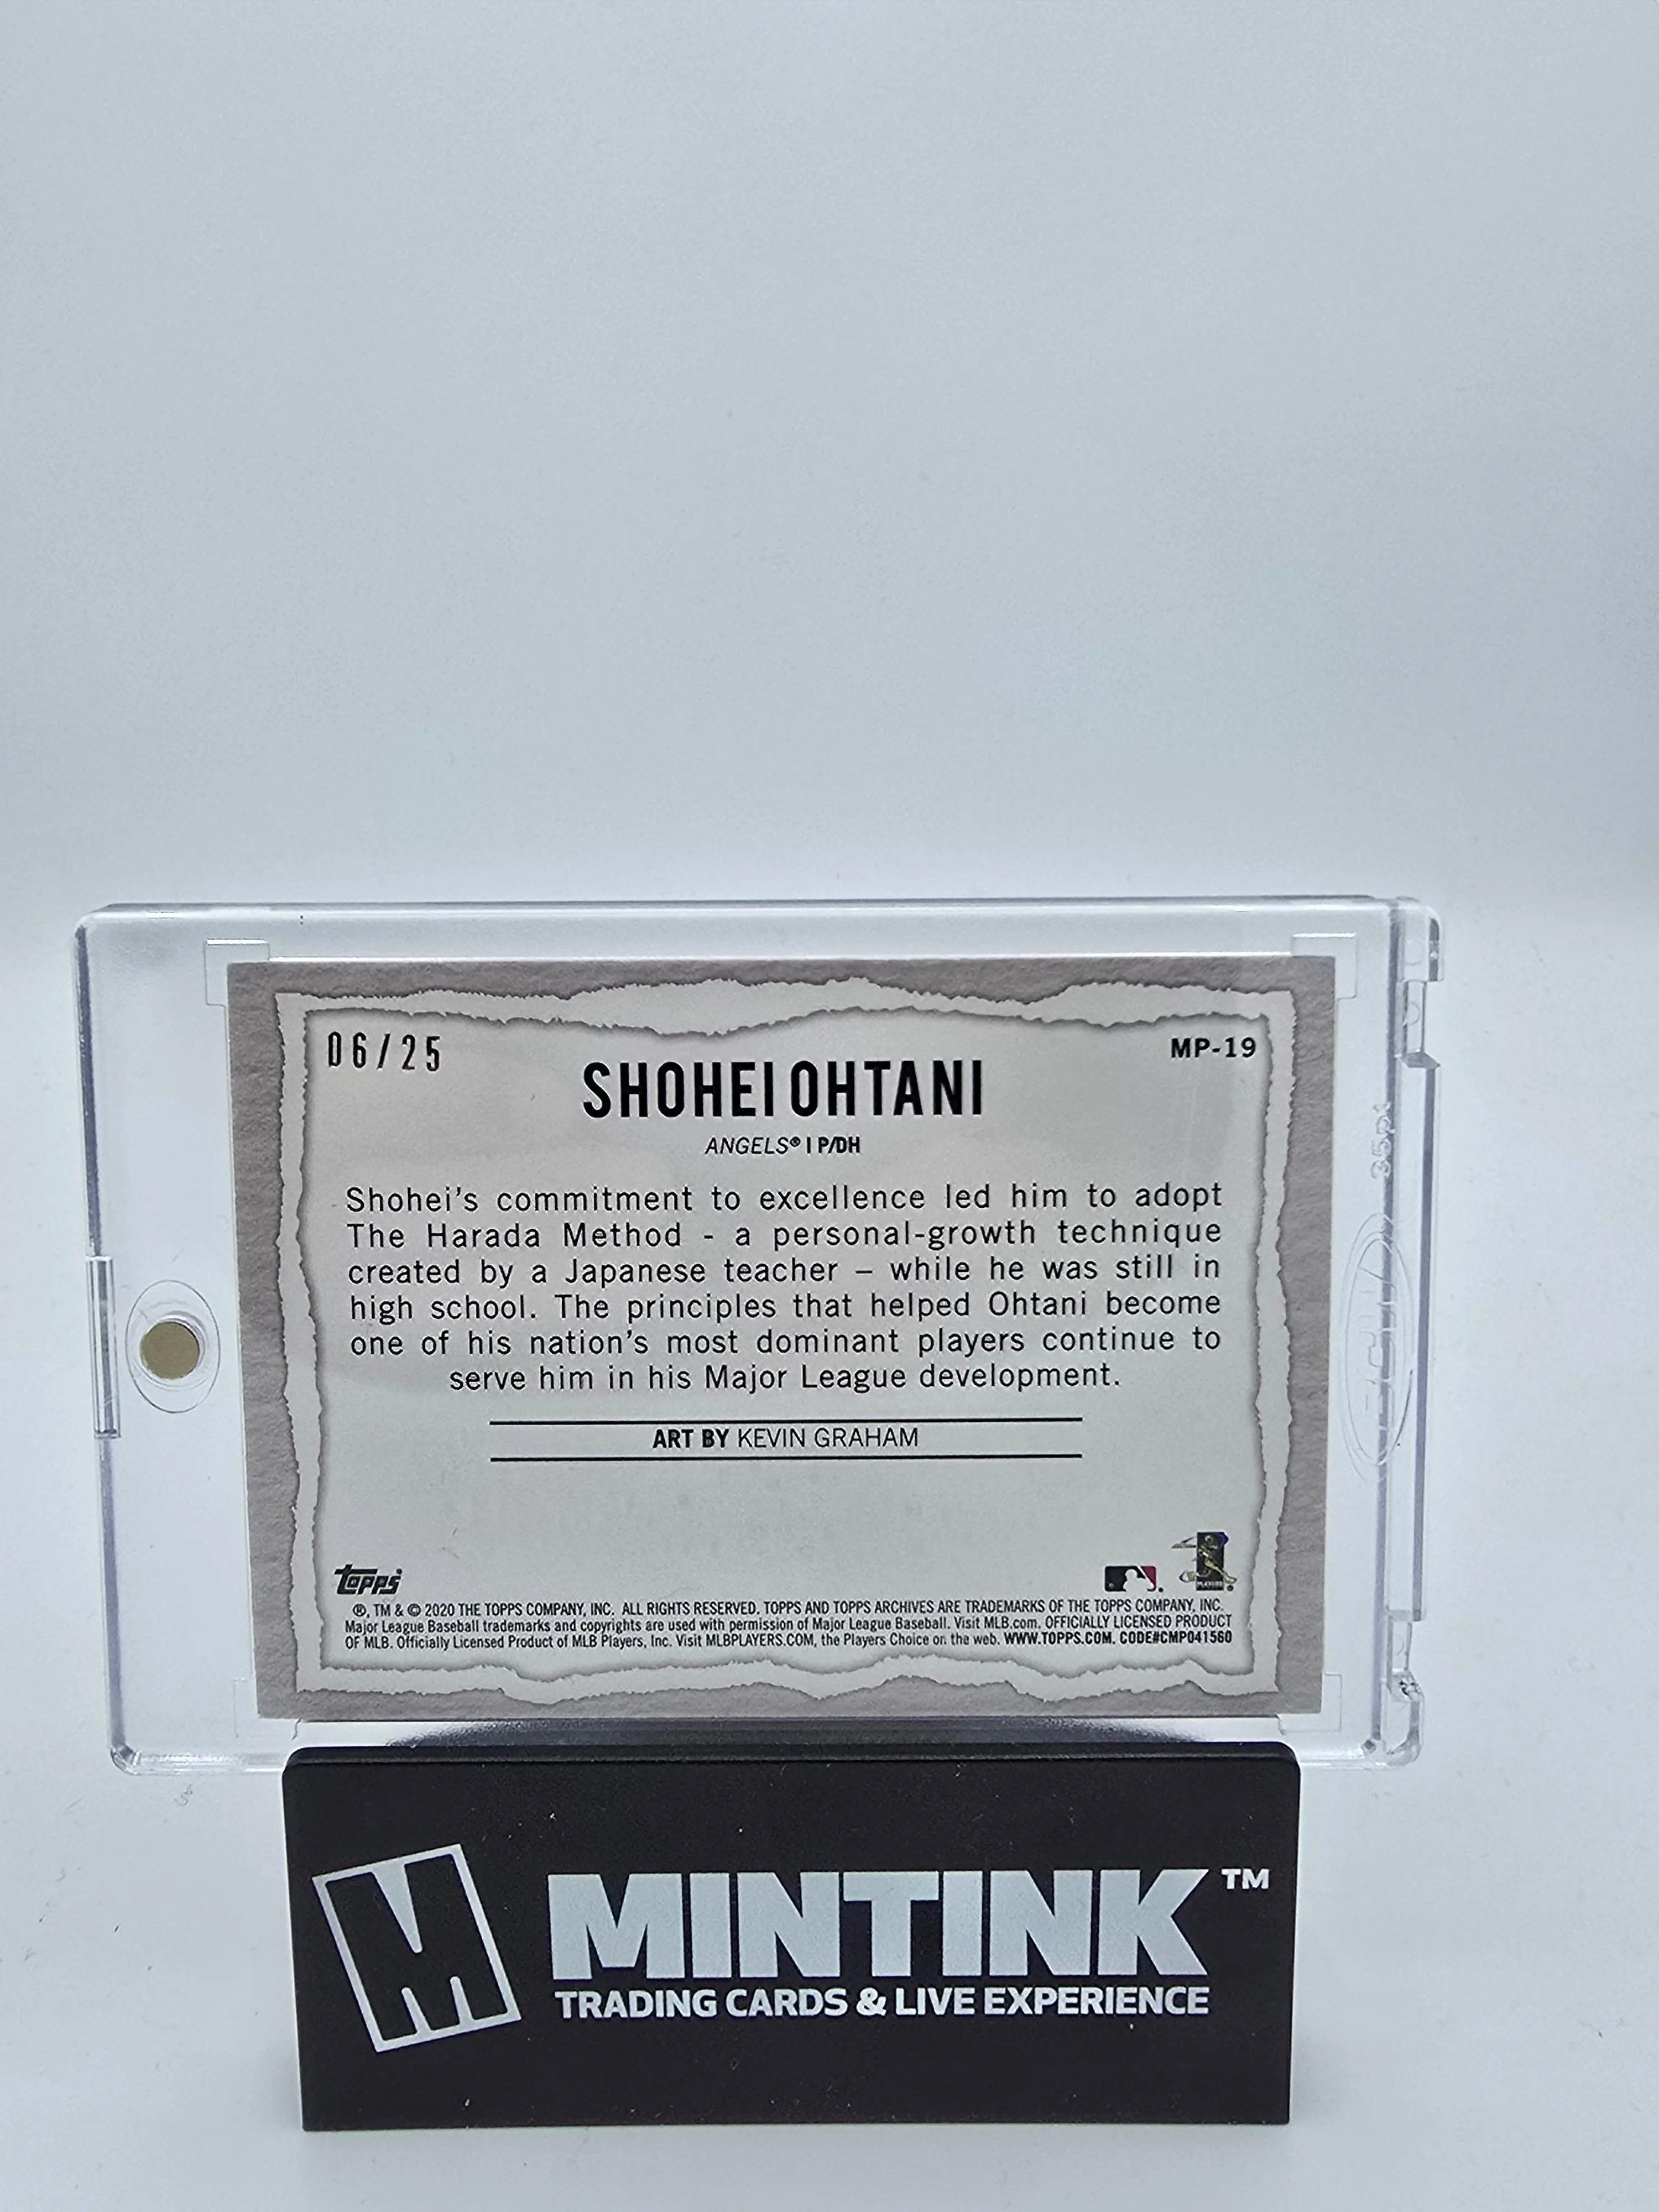 06/25
MP-19
SHOHEI OHTANI
ANGELS® | P/DH
Shohei's commitment to excellence led him to adopt
The Harada Method - a personal-growth technique
created by a Japanese teacher – while he was still in
high school. The principles that helped Ohtani become
one of his nation's most dominant players continue to
serve him in his Major League development.
ART BY KEVIN GRAHAM
topps
®, TM & © 2020 THE TOPPS COMPANY, INC. ALL RIGHTS RESERVED. TOPPS AND TOPPS ARCHIVES ARE TRADEMARKS OF THE TOPPS COMPANY, INC.
Major League Baseball trademarks and copyrights are used with permission of Major League Baseball. Visit MLB.com. OFFICIALLY LICENSED PRODUCT
OF MLB. Officially Licensed Product of MLB Players, Inc. Visit MLBPLAYERS.COM, the Players Choice on the web. WWW.TOPPS.COM. CODE#CMP041560
35pt
M MINTINK™
TRADING CARDS & LIVE EXPERIENCE